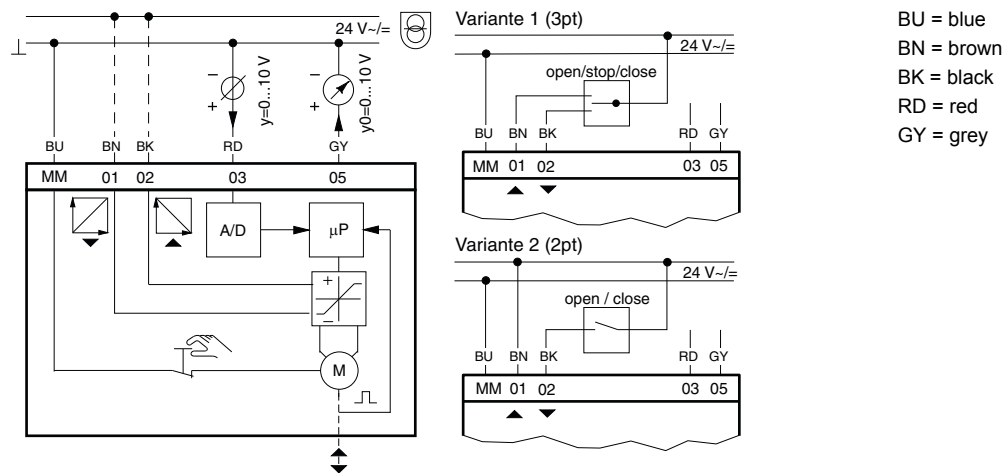 24 V~/=
⊥
– +
y=0...10 V
– +
y0=0...10 V
BU BN BK RD GY
MM 01 02 03 05
A/D
µP
+
–
M
Variante 1 (3pt)
24 V~/=
open/stop/close
BU BN BK RD GY
MM 01 02 03 05
Variante 2 (2pt)
24 V~/=
open / close
BU BN BK RD GY
MM 01 02 03 05
BU = blue
BN = brown
BK = black
RD = red
GY = grey